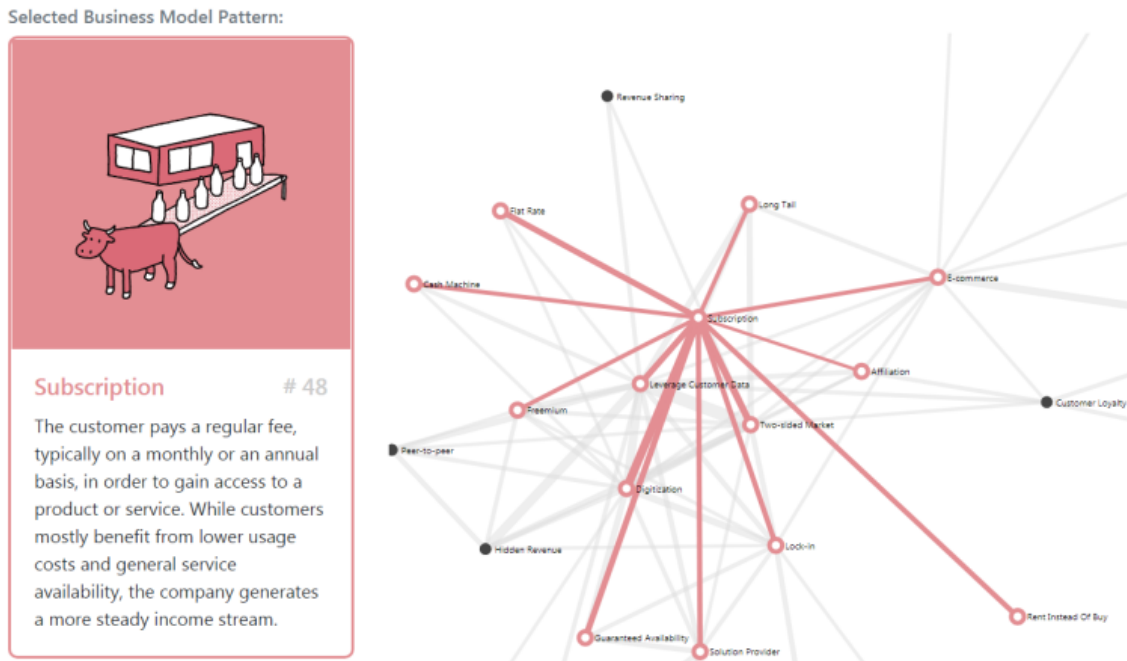 Selected Business Model Pattern:
Subscription # 48
The customer pays a regular fee,
typically on a monthly or an annual
basis, in order to gain access to a
product or service. While customers
mostly benefit from lower usage
costs and general service
availability, the company generates
a more steady income stream.
Revenue Sharing
Flat Rate
Long Tail
Cash Machine
E-commerce
Subscription
Affiliation
Leverage Customer Data
Customer Loyalty
Freemium
Two-sided Market
Peer-to-peer
Digitization
Hidden Revenue
Lock-in
Rent Instead Of Buy
Guaranteed Availability
Solution Provider